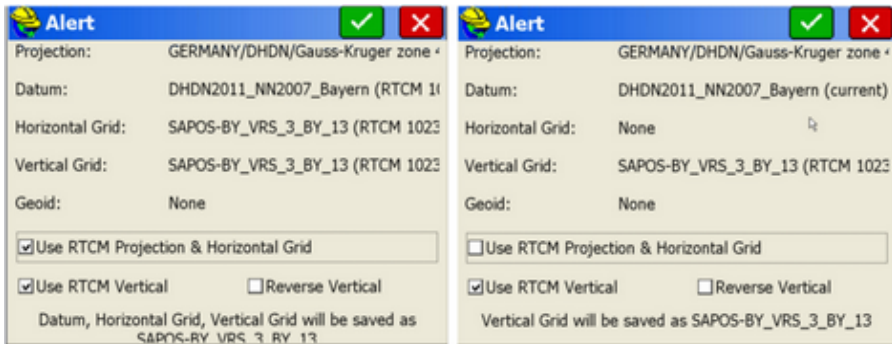 Alert
Projection: GERMANY/DHDN/Gauss-Kruger zone
Datum: DHDN2011_NN2007_Bayern (RTCM 10
Horizontal Grid: SAPOS-BY_VRS_3_BY_13 (RTCM 1023
Vertical Grid: SAPOS-BY_VRS_3_BY_13 (RTCM 1023
Geoid: None
Use RTCM Projection & Horizontal Grid
Use RTCM Vertical Reverse Vertical
Datum, Horizontal Grid, Vertical Grid will be saved as
SAPOS-BY_VRS_3_BY_13
Alert
Projection: GERMANY/DHDN/Gauss-Kruger zone
Datum: DHDN2011_NN2007_Bayern (current)
Horizontal Grid: None
Vertical Grid: SAPOS-BY_VRS_3_BY_13 (RTCM 1023
Geoid: None
Use RTCM Projection & Horizontal Grid
Use RTCM Vertical Reverse Vertical
Vertical Grid will be saved as SAPOS-BY_VRS_3_BY_13